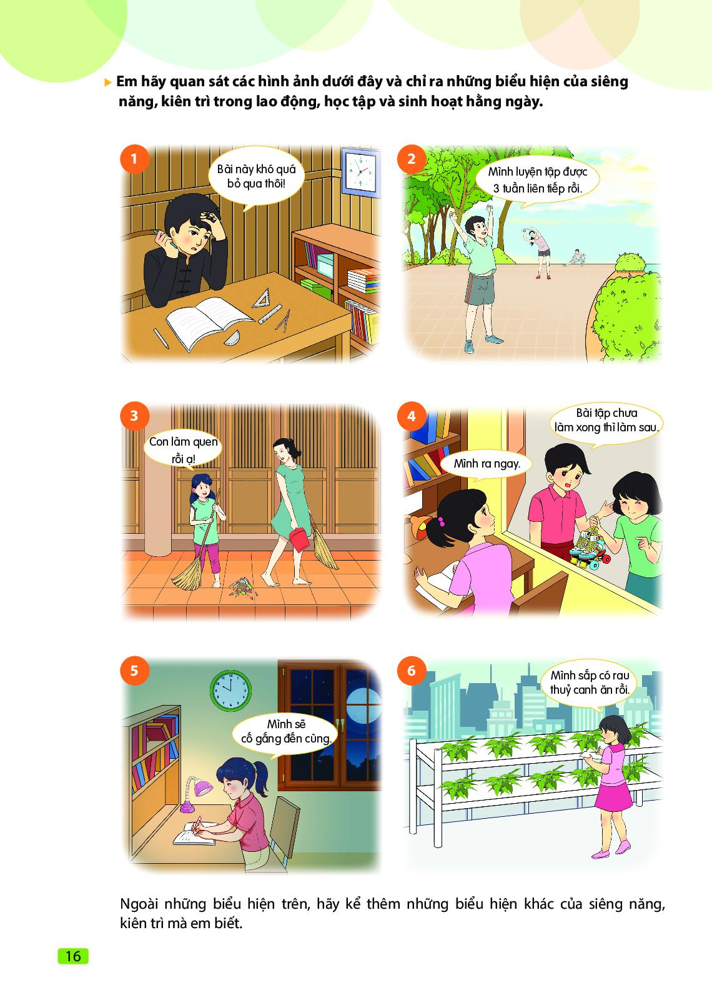 Em hãy quan sát các hình ảnh dưới đây và chỉ ra những biểu hiện của siêng
năng, kiên trì trong lao động, học tập và sinh hoạt hằng ngày.
1
Bài này khó quá
bỏ qua thôi!
2
Mình luyện tập được
3 tuần liên tiếp rồi.
3
Con làm quen
rồi ạ!
4
Bài tập chưa
làm xong thì làm sau.
Mình ra ngay.
5
Mình sẽ
cố gắng đến cùng.
6
Mình sắp có rau
thuỷ canh ăn rồi.
Ngoài những biểu hiện trên, hãy kể thêm những biểu hiện khác của siêng năng,
kiên trì mà em biết.
16